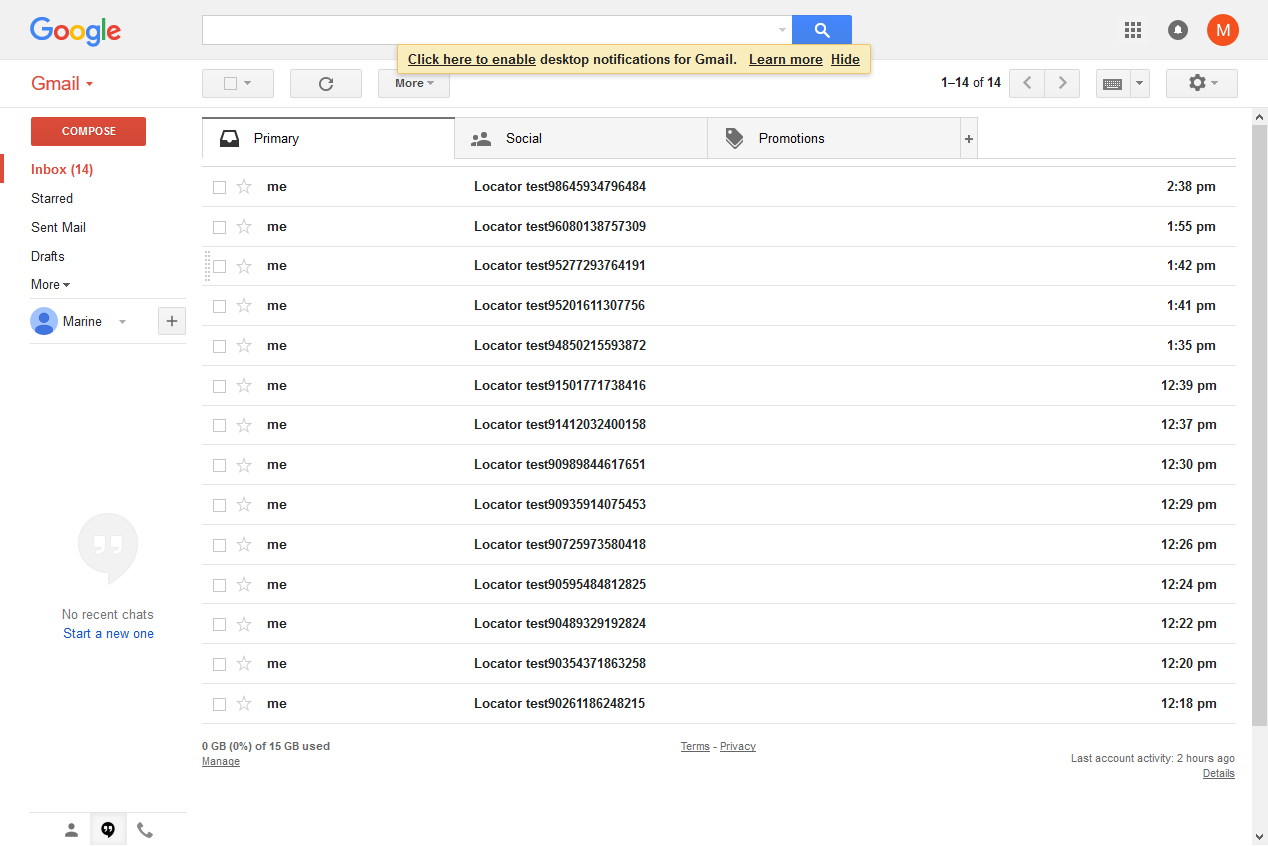 Google
M
Click here to enable desktop notifications for Gmail. Learn more Hide
Gmail
More
1–14 of 14
COMPOSE
Primary
Social
Promotions
+
Inbox (14)
Starred
Sent Mail
Drafts
More
Marine
+
me Locator test98645934796484 2:38 pm
me Locator test96080138757309 1:55 pm
me Locator test95277293764191 1:42 pm
me Locator test95201611307756 1:41 pm
me Locator test94850215593872 1:35 pm
me Locator test91501771738416 12:39 pm
me Locator test91412032400158 12:37 pm
me Locator test90989844617651 12:30 pm
me Locator test90935914075453 12:29 pm
me Locator test90725973580418 12:26 pm
me Locator test90595484812825 12:24 pm
me Locator test90489329192824 12:22 pm
me Locator test90354371863258 12:20 pm
me Locator test90261186248215 12:18 pm
No recent chats
Start a new one
0 GB (0%) of 15 GB used
Manage
Terms - Privacy
Last account activity: 2 hours ago
Details